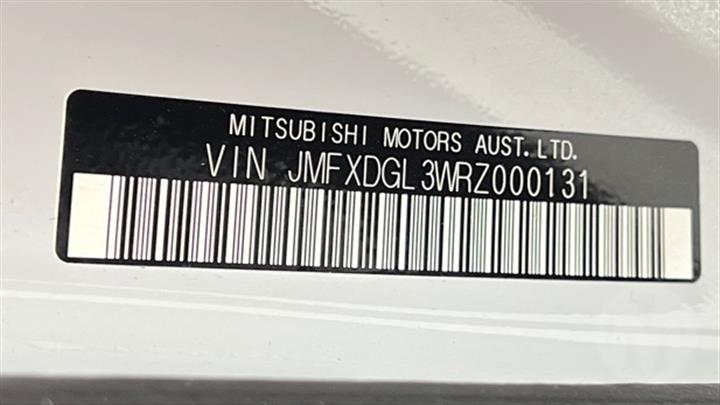 MITSUBISHI MOTORS AUST.LTD.
VIN JMFXDGL3WRZ000131